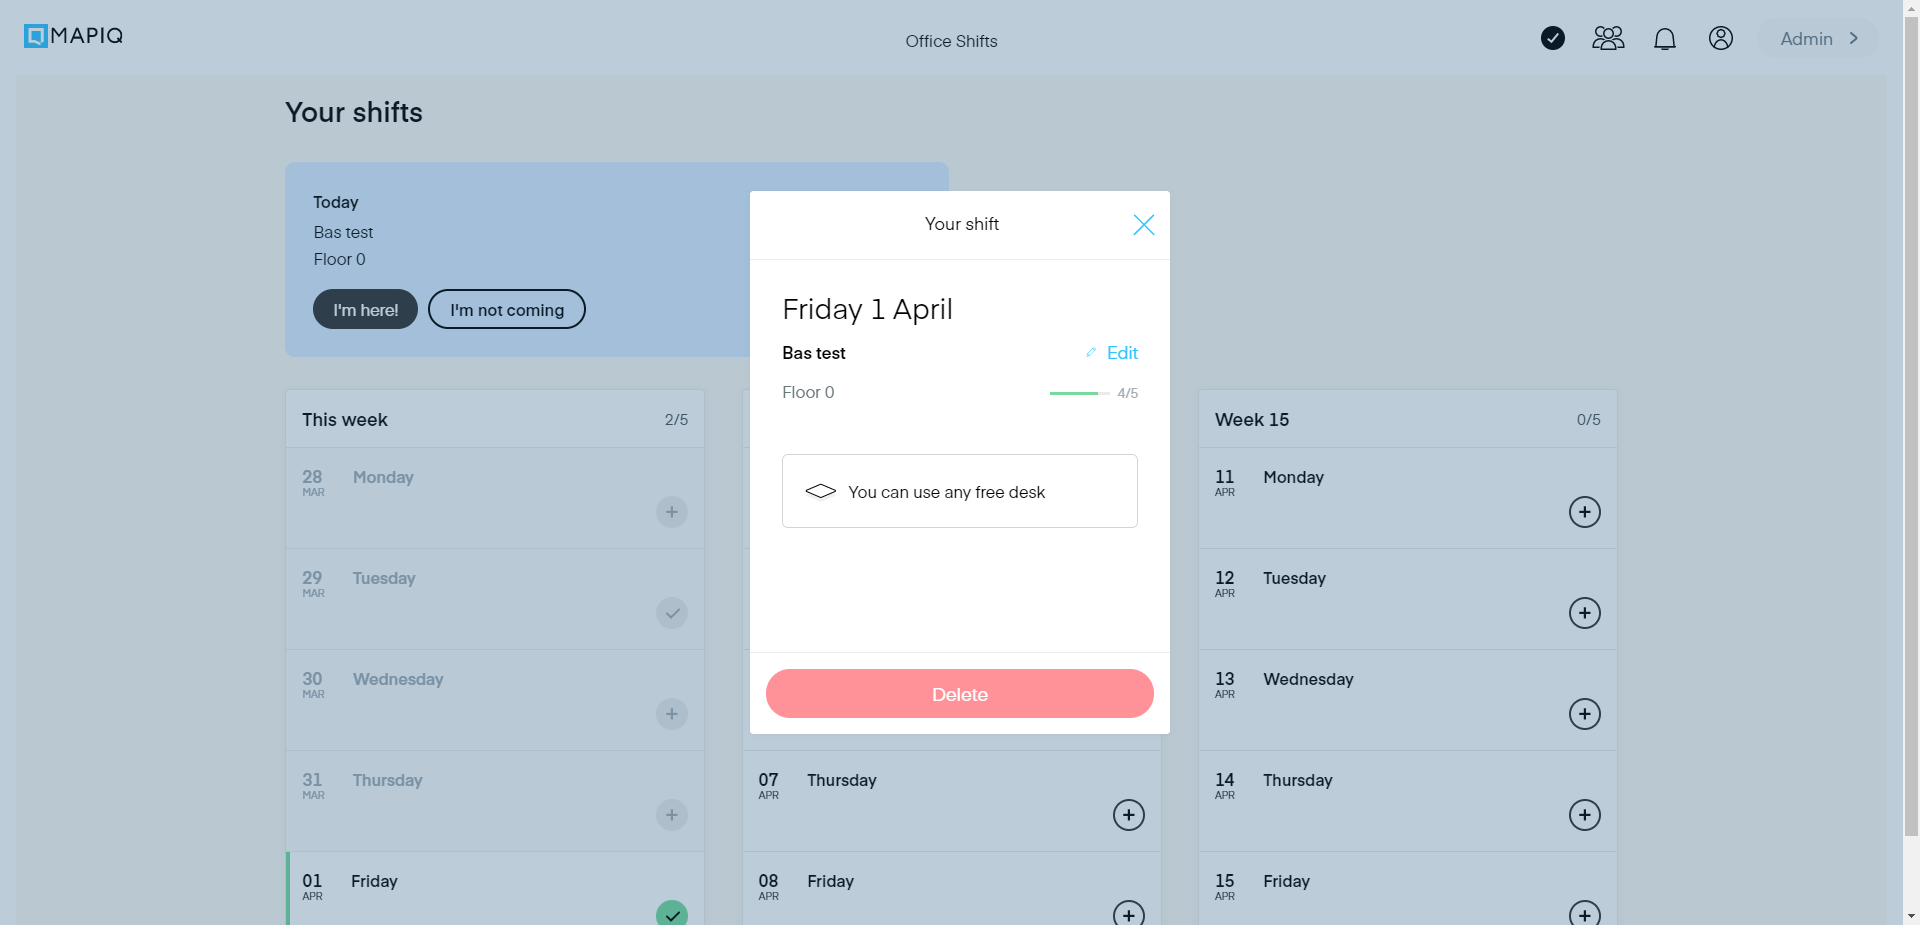 MAPIQ
Office Shifts
Admin
Your shifts
Today
Bas test
Floor 0
I'm here!
I'm not coming
Your shift
Friday 1 April
Bas test
Edit
Floor 0
4/5
You can use any free desk
Delete
This week
2/5
28
MAR
Monday
29
MAR
Tuesday
30
MAR
Wednesday
31
MAR
Thursday
01
APR
Friday
07
APR
Thursday
08
APR
Friday
Week 15
0/5
11
APR
Monday
12
APR
Tuesday
13
APR
Wednesday
14
APR
Thursday
15
APR
Friday